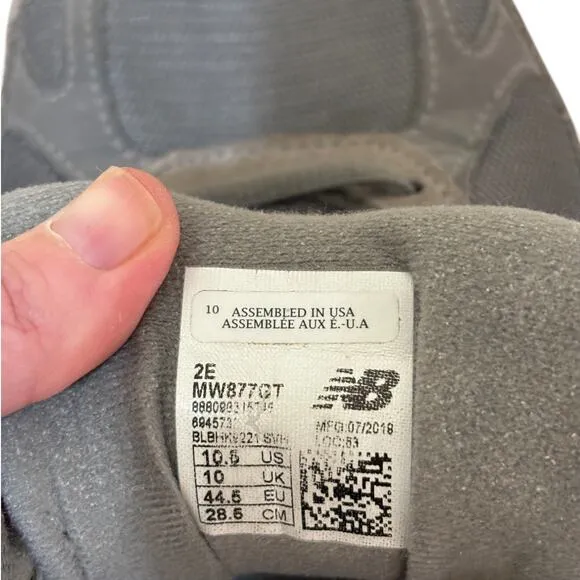 10 ASSEMBLED IN USA
ASSEMBLÉE AUX É.-U.A
2E
MW877GT
NB
MFG:07/2018
10.5 US
10 UK
44.5 EU
28.5 CM